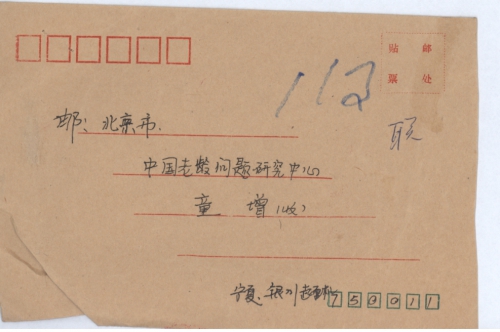 贴 邮
票 处
113
联
邮:北京市
中国老龄问题研究中心
童 增(收)
宁夏、银川
750011